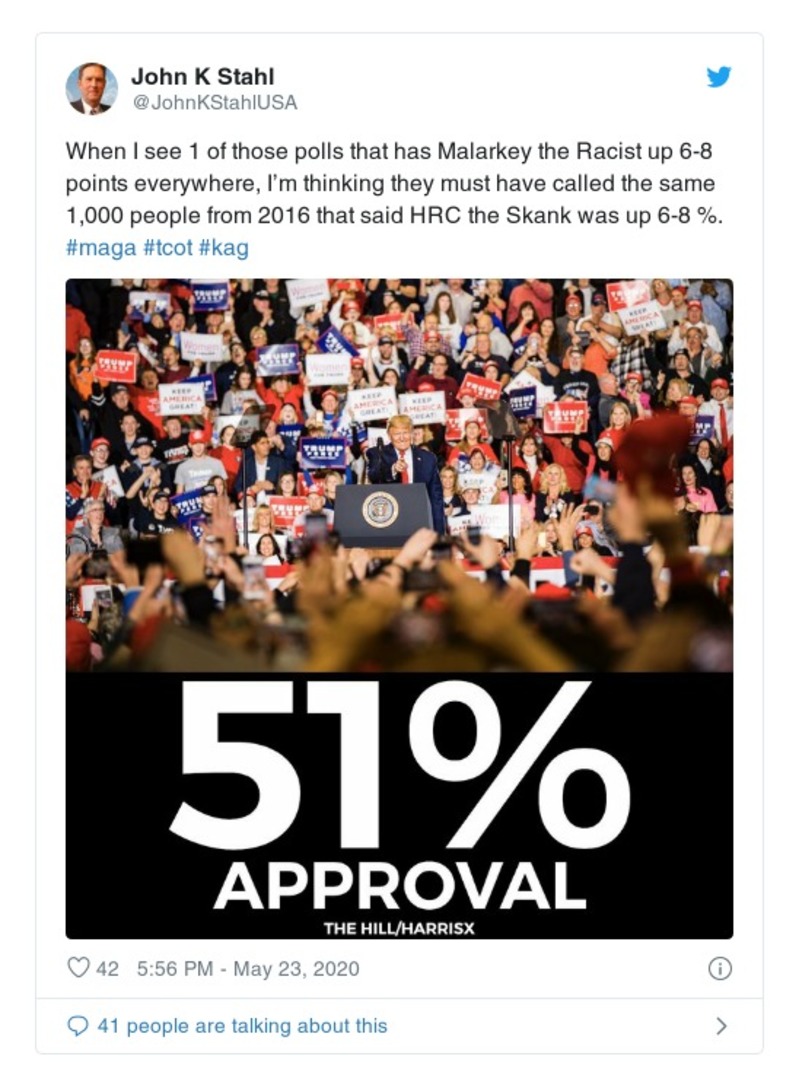 John K Stahl
@JohnKStahlUSA
When I see 1 of those polls that has Malarkey the Racist up 6-8
points everywhere, I’m thinking they must have called the same
1,000 people from 2016 that said HRC the Skank was up 6-8 %.
#maga #tcot #kag
TRUMP
Women
KEEP
AMERICA
GREAT!
51%
APPROVAL
THE HILL/HARRISX
42 5:56 PM - May 23, 2020
41 people are talking about this